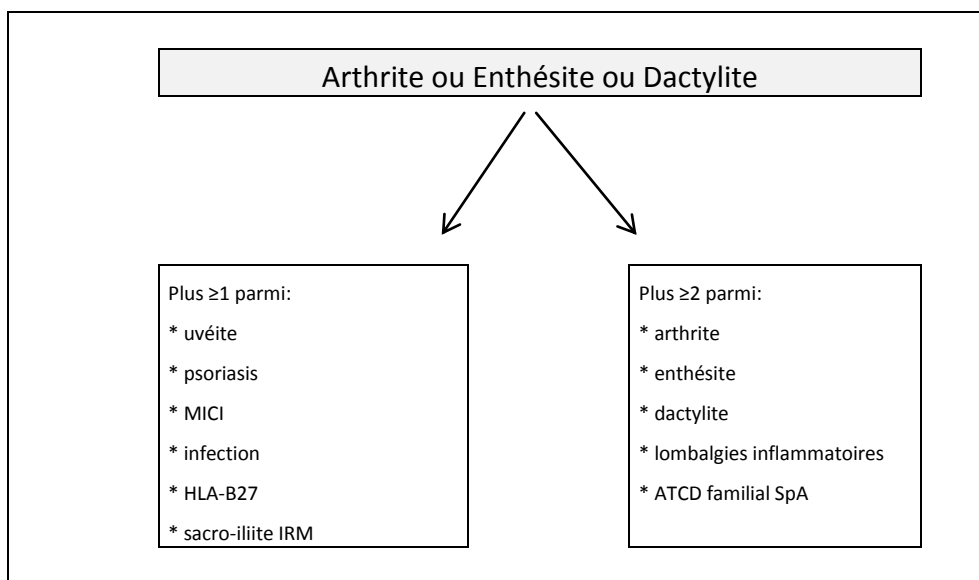 Arthrite ou Enthésite ou Dactylite
Plus ≥1 parmi:
* uvéite
* psoriasis
* MICI
* infection
* HLA-B27
* sacro-iliite IRM
Plus ≥2 parmi:
* arthrite
* enthésite
* dactylite
* lombalgies inflammatoires
* ATCD familial SpA